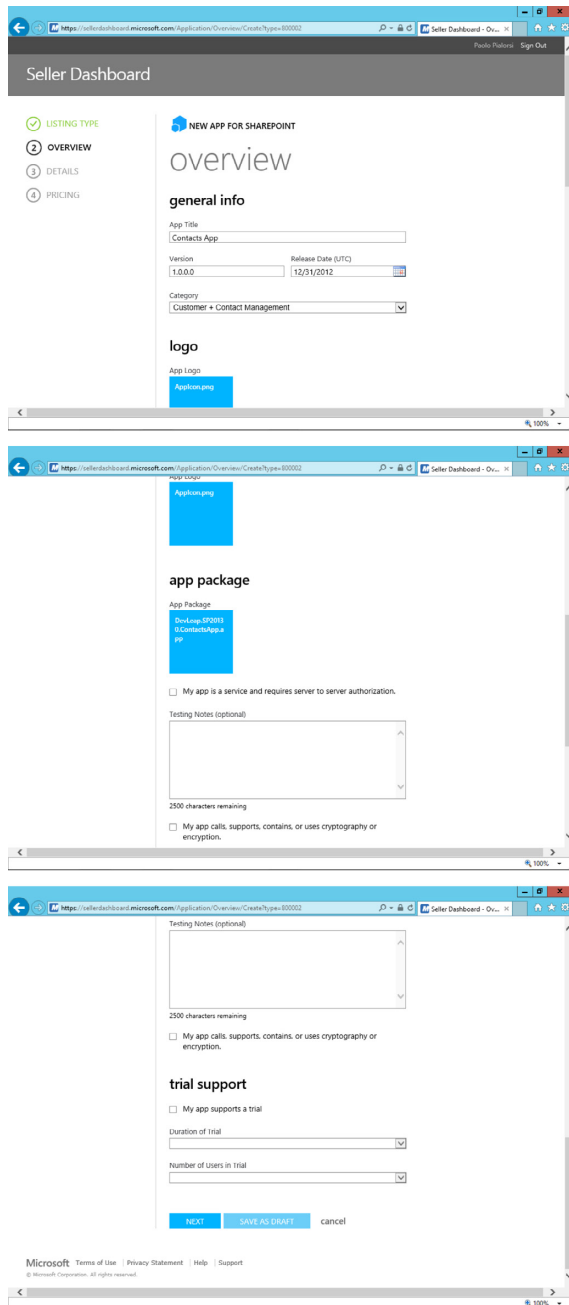 https://sellerdashboard.microsoft.com/Application/Overview/Create?type=800002
Seller Dashboard - Ov...
Paolo Pialorsi Sign Out
Seller Dashboard
LISTING TYPE
2 OVERVIEW
3 DETAILS
4 PRICING
NEW APP FOR SHAREPOINT
overview
general info
App Title
Contacts App
Version Release Date (UTC)
1.0.0.0 12/31/2012
Category
Customer + Contact Management
logo
App Logo
AppIcon.png
100%
https://sellerdashboard.microsoft.com/Application/Overview/Create?type=800002
Seller Dashboard - Ov...
App Logo
AppIcon.png
app package
App Package
DevLeap.SP2013
0.ContactsApp.a
pp
My app is a service and requires server to server authorization.
Testing Notes (optional)
2500 characters remaining
My app calls, supports, contains, or uses cryptography or
encryption.
100%
https://sellerdashboard.microsoft.com/Application/Overview/Create?type=800002
Seller Dashboard - Ov...
Testing Notes (optional)
2500 characters remaining
My app calls, supports, contains, or uses cryptography or
encryption.
trial support
My app supports a trial
Duration of Trial
Number of Users in Trial
NEXT SAVE AS DRAFT cancel
Microsoft Terms of Use | Privacy Statement | Help | Support
© Microsoft Corporation. All rights reserved.
100%